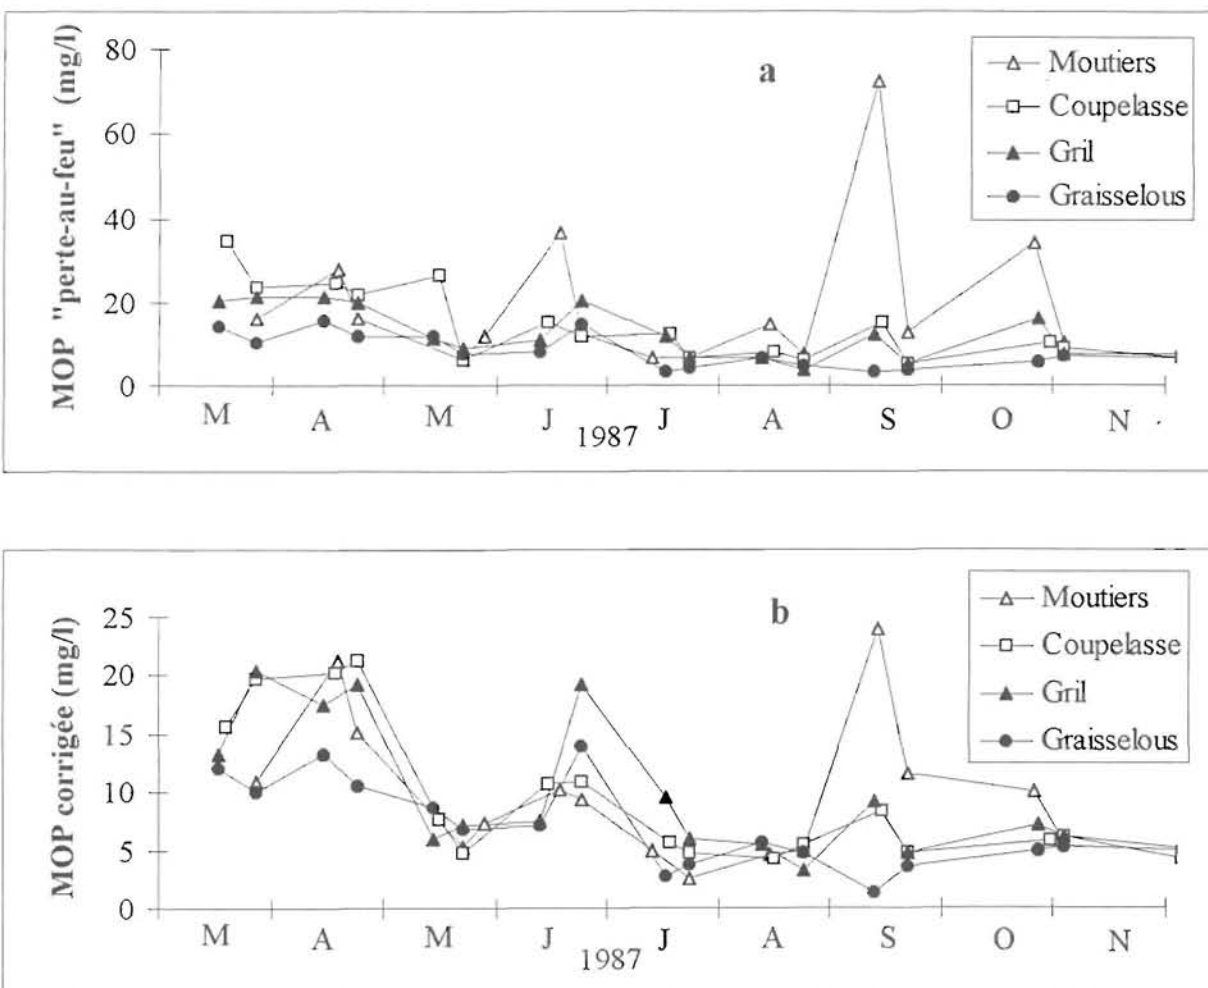 MOP "perte-au-feu" (mg/l)
80
60
40
20
0
a
Moutiers
Coupelasse
Gril
Graisselous
M A M J J A S O N
1987
MOP corrigée (mg/l)
25
20
15
10
5
0
b
Moutiers
Coupelasse
Gril
Graisselous
M A M J J A S O N
1987